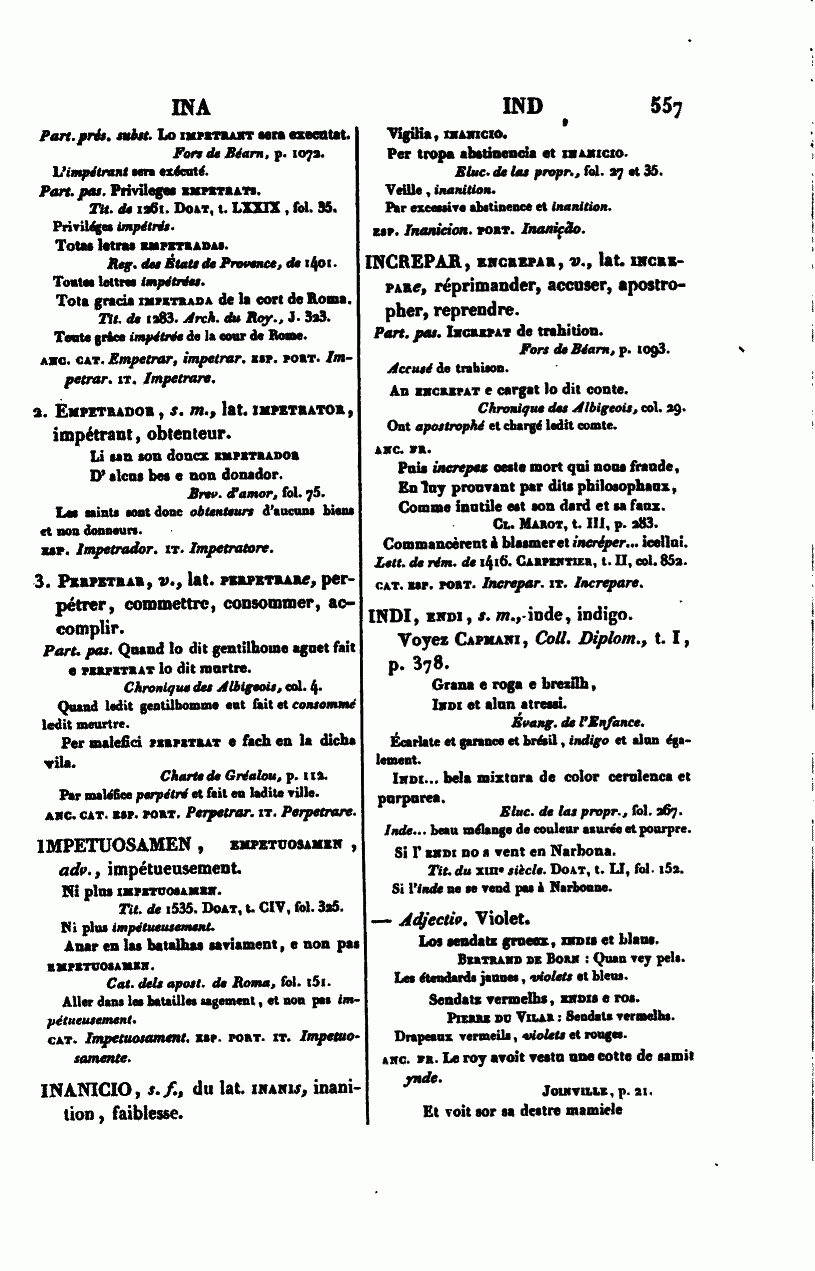 INA
IND 557
Part. prés. subst. Lo IMPETRANT sera executat.
Fors de Béarn, p. 1072.
L'impétrant sera exécuté.
Part. pas. Privileges EMPETRATS.
Tit. de 1261. DOAT, t. LXXIX, fol. 35.
Priviléges impétrés.
Totas letras EMPETRADAS.
Reg. des États de Provence, de 1401.
Toutes lettres impétrées.
Tota gracia IMPETRADA de la cort de Roma.
Tit. de 1283. Arch. du Roy., J. 323.
Toute grâce impétrée de la cour de Rome.
ANC. CAT. Empetrar, impetrar. ESP. PORT. Im-
petrar. IT. Impetrare.
2. EMPETRADOR, s. m., lat. IMPETRATOR,
impétrant, obtenteur.
Li san son doncx EMPETRADOR
D' alcus bes e non donador.
Brev. d'amor, fol. 75.
Les saints sont donc obtenteurs d'aucuns biens
et non donneurs.
ESP. Impetrador. IT. Impetratore.
3. PERPETRAR, v., lat. PERPETRARe, per-
pétrer, commettre, consommer, ac-
complir.
Part. pas. Quand lo dit gentilhome aguet fait
e PERPETRAT lo dit murtre.
Chronique des Albigeois, col. 4.
Quand ledit gentilhomme eut fait et consommé
ledit meurtre.
Per malefici PERPETRAT e fach en la dicha
vila.
Charte de Gréalou, p. 112.
Par maléfice perpétré et fait en ladite ville.
ANC. CAT. ESP. PORT. Perpetrar. IT. Perpetrare.
IMPETUOSAMEN, EMPETUOSAMEN,
adv., impétueusement.
Ni plus IMPETUOSAMEN.
Tit. de 1535. DOAT, t. CIV, fol. 325.
Ni plus impétueusement.
Anar en las batalhas saviament, e non pas
EMPETUOSAMEN.
Cat. dels apost. de Roma, fol. 151.
Aller dans les batailles sagement, et non pas im-
pétueusement.
CAT. Impetuosament. ESP. PORT. IT. Impetuo-
samente.
INANICIO, s. f., du lat. INANIS, inani-
tion, faiblesse.
Vigilia, INANICIO.
Per tropa abstinencia et INANICIO.
Eluc. de las propr., fol. 27 et 35.
Veille, inanition.
Par excessive abstinence et inanition.
ESP. Inanicion. PORT. Inanição.
INCREPAR, ENCREPAR, v., lat. INCRE-
PARe, réprimander, accuser, apostro-
pher, reprendre.
Part. pas. INCREPAT de trahition.
Fors de Béarn, p. 1093.
Accusé de trahison.
An ENCREPAT e cargat lo dit conte.
Chronique des Albigeois, col. 29.
Ont apostrophé et chargé ledit comte.
ANC. FR.
Puis increpez ceste mort qui nous fraude,
En luy prouvant par dits philosophaux,
Comme inutile est son dard et sa faux.
CL. MAROT, t. III, p. 283.
Commancèrent à blasmer et incréper... icellui.
Lett. de rém. de 1416. CARPENTIER, t. II, col. 852.
CAT. ESP. PORT. Increpar. IT. Increpare.
INDI, ENDI, s. m., inde, indigo.
Voyez CAPMANI, Coll. Diplom., t. I,
p. 378.
Grana e roga e brezilh,
INDI et alun atressi.
Évang. de l'Enfance.
Écarlate et garance et brésil, indigo et alun éga-
lement.
INDI... bela mixtura de color cerulenca et
purpurea.
Eluc. de las propr., fol. 267.
Inde... beau mélange de couleur azurée et pourpre.
Si l' ENDI no s vent en Narbona.
Tit. du XIIIe siècle. DOAT, t. LI, fol. 152.
Si l'inde ne se vend pas à Narbonne.
— Adjectiv. Violet.
Los sendatz grueex, INDIS et blaus.
BERTRAND DE BORN : Quan vey pels.
Les étendards jaunes, violets et bleus.
Sendatz vermelhs, ENDIS e ros.
PIERRE DU VILAR : Sendatz vermelhs.
Drapeaux vermeils, violets et rouges.
ANC. FR. Le roy avoit vestu une cotte de samit
ynde.
JOINVILLE, p. 21.
Et voit sor sa destre mamiele